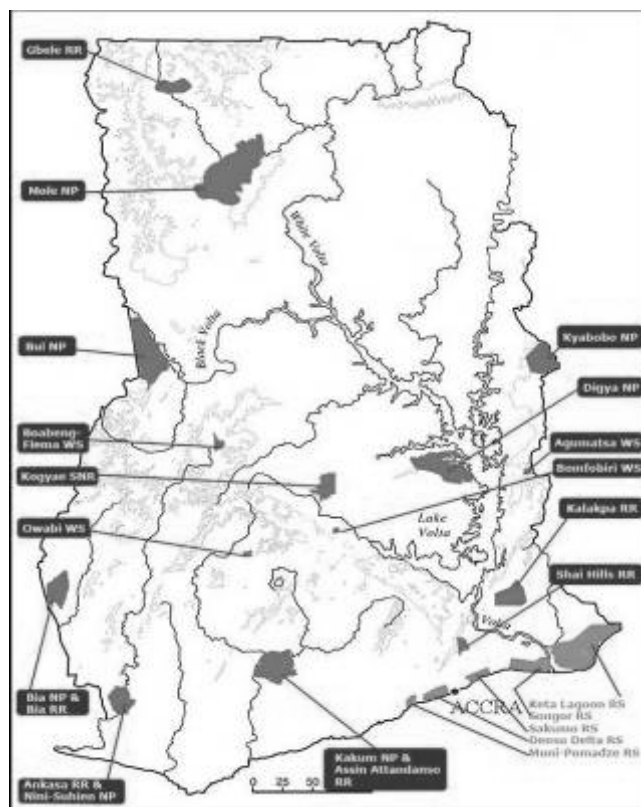 Gbele RR
Mole NP
White Volta
Black Volta
Bui NP
Kyabobo NP
Digya NP
Boabeng-
Fiema WS
Agumatsa WS
Kogyae SNR
Bomfobiri WS
Lake
Volta
Kalakpa RR
Owabi WS
Shai Hills RR
Volta
Bia NP &
Bia RR
ACCRA
Keta Lagoon RS
Songor RS
Sakumo RS
Densu Delta RS
Muni-Pomadze RS
Kakum NP &
Assin Attandanso
RR
Ankasa RR &
Nini-Suhien NP
0 25 50